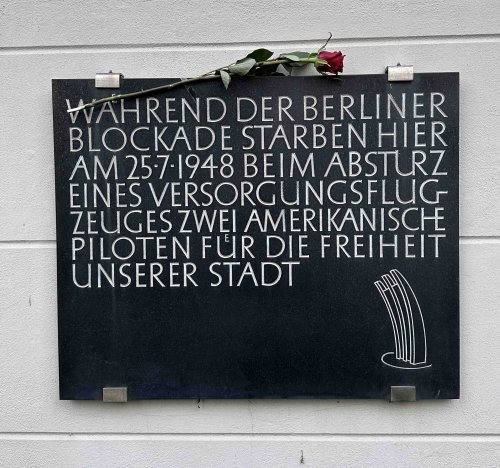 WÄHREND DER BERLINER
BLOCKADE STARBEN HIER
AM 25·7·1948 BEIM ABSTURZ
EINES VERSORGUNGSFLUG-
ZEUGES ZWEI AMERIKANISCHE
PILOTEN FÜR DIE FREIHEIT
UNSERER STADT